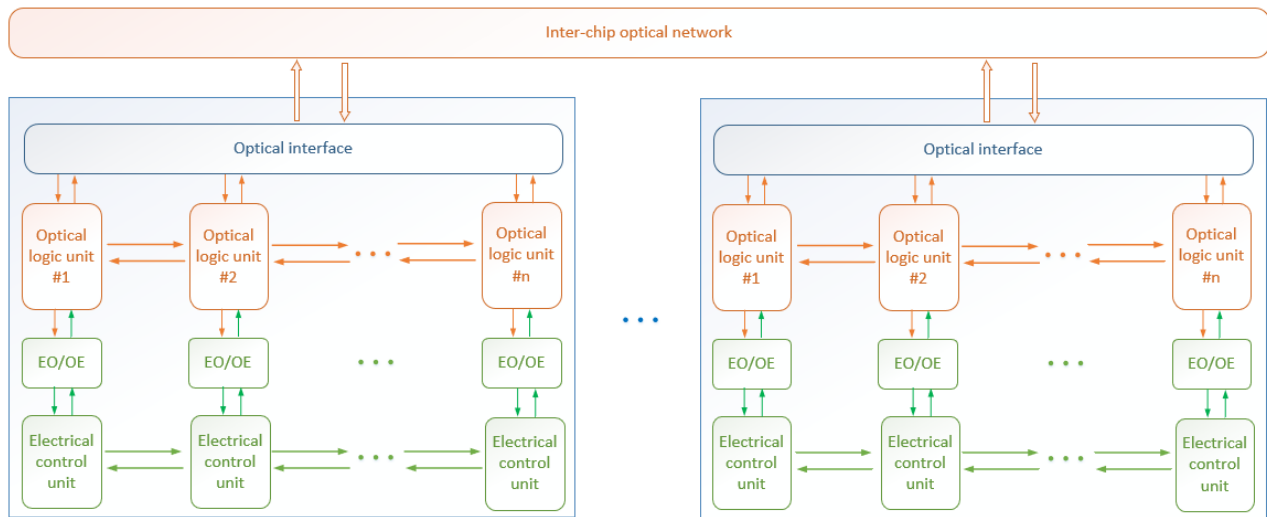 Inter-chip optical network
Optical interface
Optical interface
Optical
logic unit
#1
Optical
logic unit
#2
Optical
logic unit
#n
Optical
logic unit
#1
Optical
logic unit
#2
Optical
logic unit
#n
EO/OE
EO/OE
EO/OE
EO/OE
EO/OE
EO/OE
Electrical
control
unit
Electrical
control
unit
Electrical
control
unit
Electrical
control
unit
Electrical
control
unit
Electrical
control
unit